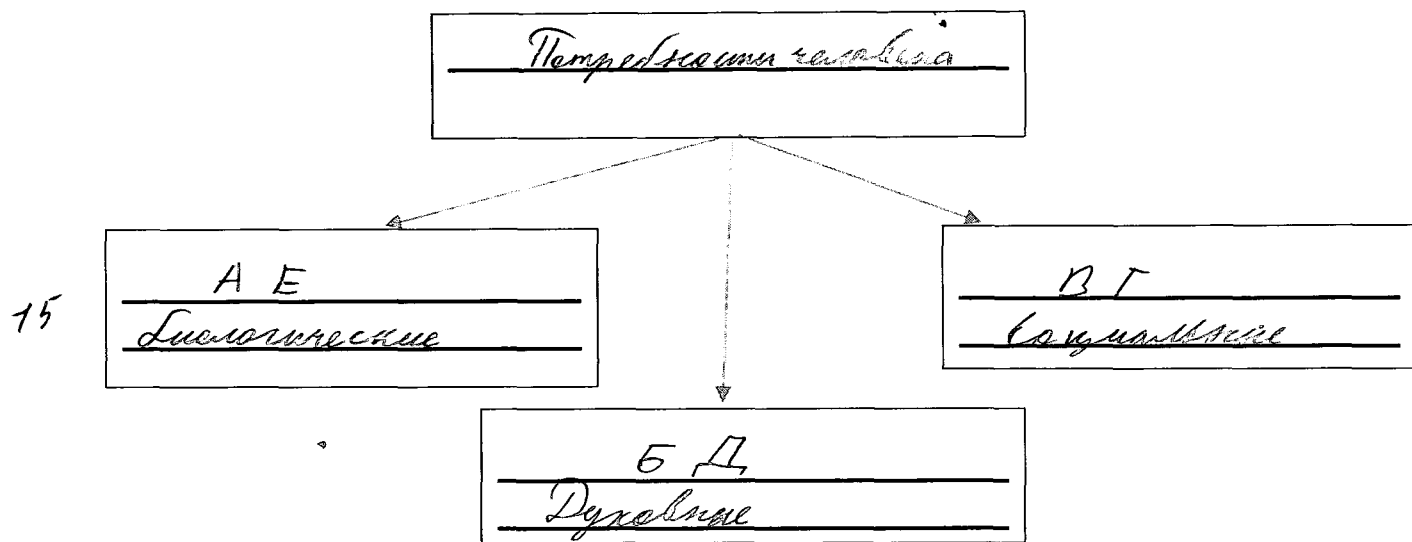 Потребности человека
А Е
биологические
В Г
Социальные
15
Б Д
Духовные